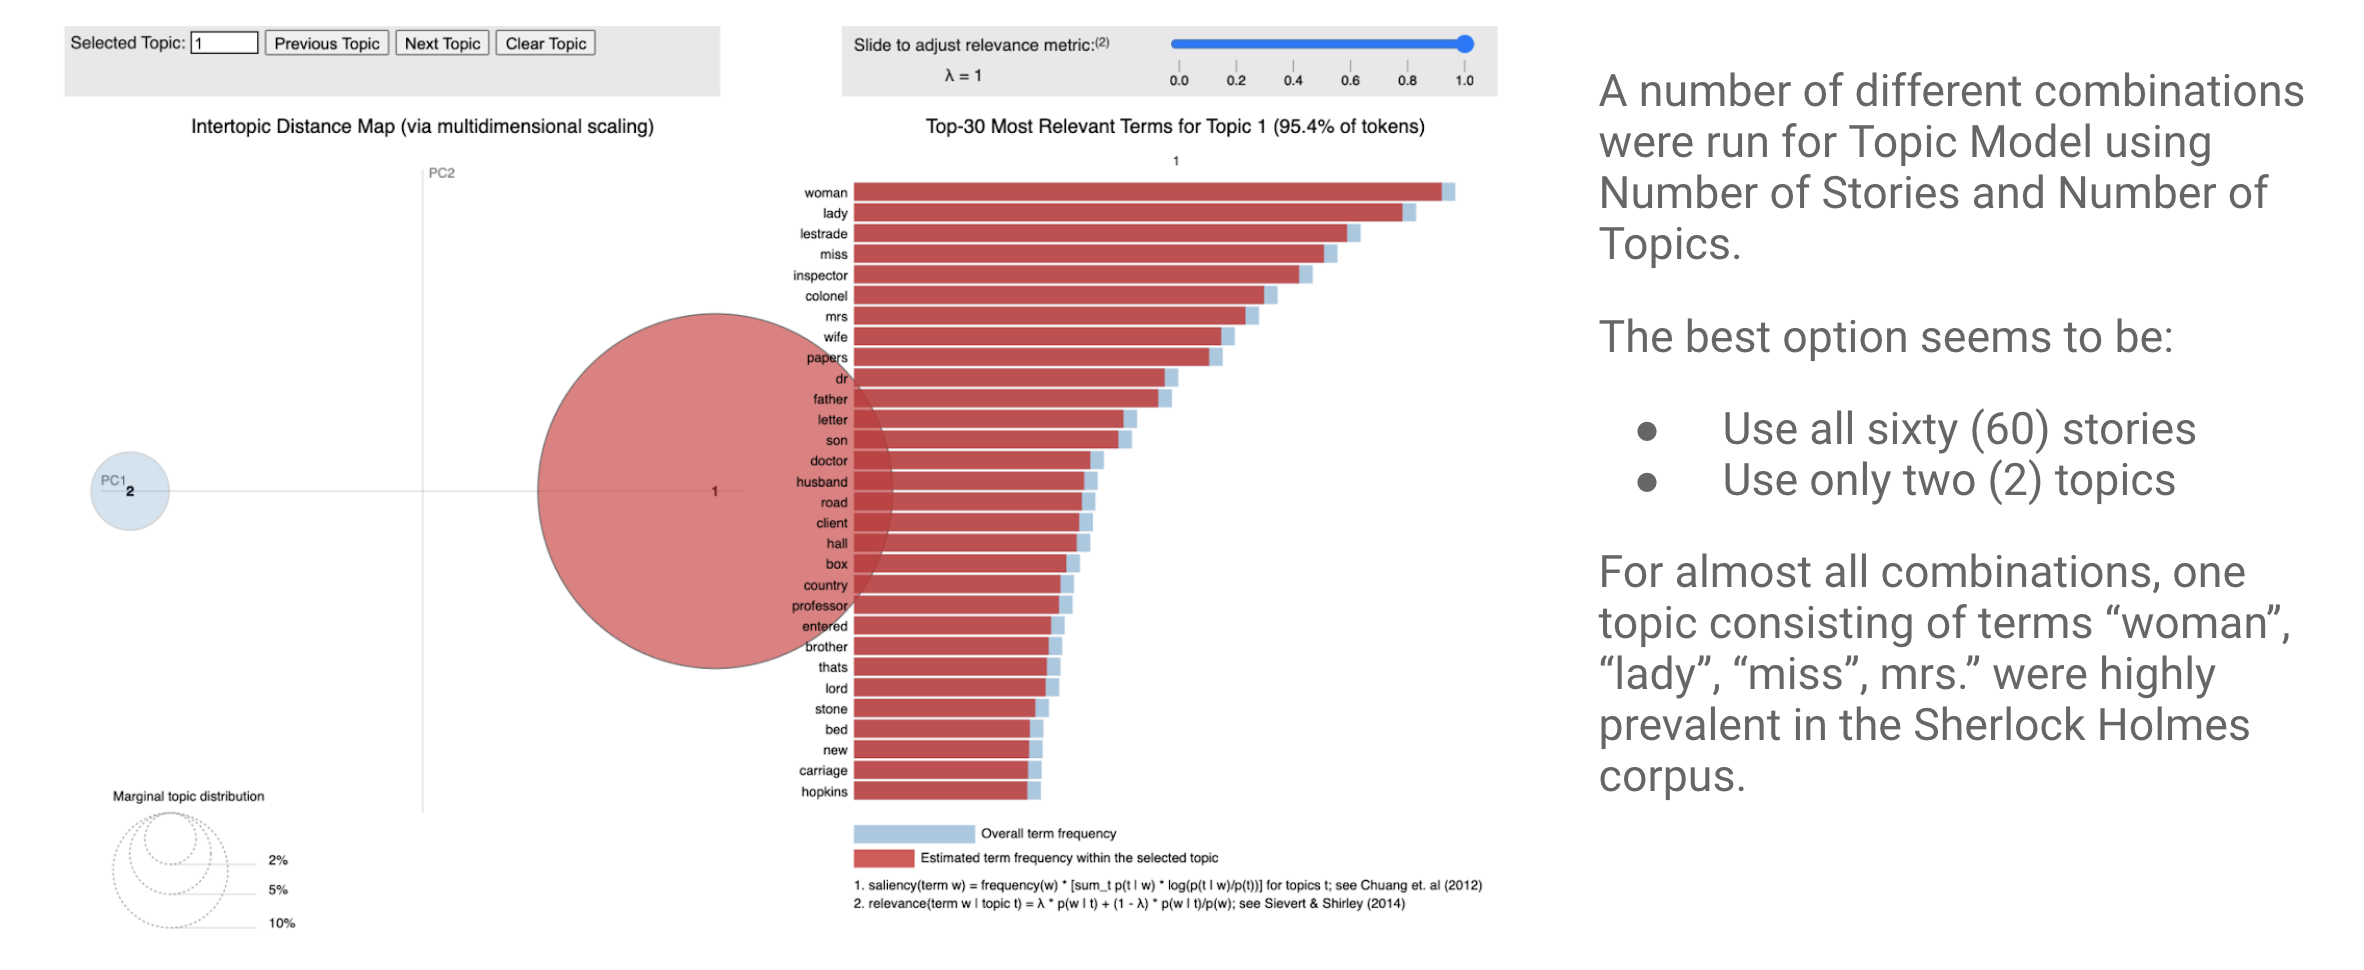 Selected Topic: 1 Previous Topic Next Topic Clear Topic
Slide to adjust relevance metric:(2)
λ = 1
0.0 0.2 0.4 0.6 0.8 1.0
Intertopic Distance Map (via multidimensional scaling)
PC2
PC1
2
1
Marginal topic distribution
2%
5%
10%
Top-30 Most Relevant Terms for Topic 1 (95.4% of tokens)
1
woman
lady
lestrade
miss
inspector
colonel
mrs
wife
papers
dr
father
letter
son
doctor
husband
road
client
hall
box
country
professor
entered
brother
thats
lord
stone
bed
new
carriage
hopkins
Overall term frequency
Estimated term frequency within the selected topic
1. saliency(term w) = frequency(w) * [sum_t p(t | w) * log(p(t | w)/p(t))] for topics t; see Chuang et. al (2012)
2. relevance(term w | topic t) = λ * p(w | t) + (1 - λ) * p(w | t)/p(w); see Sievert & Shirley (2014)
A number of different combinations
were run for Topic Model using
Number of Stories and Number of
Topics.
The best option seems to be:
● Use all sixty (60) stories
● Use only two (2) topics
For almost all combinations, one
topic consisting of terms “woman”,
“lady”, “miss”, mrs.” were highly
prevalent in the Sherlock Holmes
corpus.